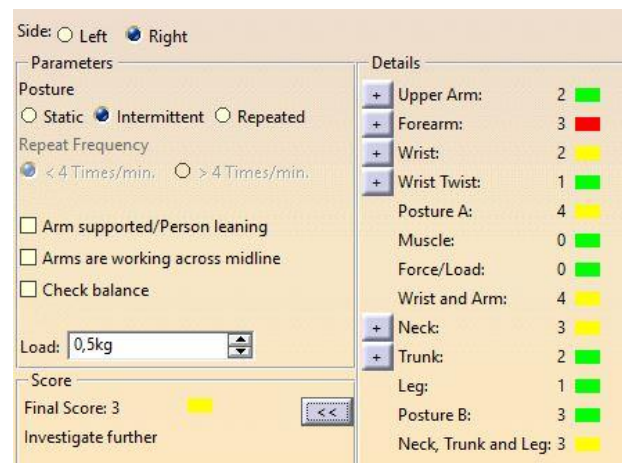 Side: Left Right
Parameters
Posture
Static Intermittent Repeated
Repeat Frequency
< 4 Times/min. > 4 Times/min.
Arm supported/Person leaning
Arms are working across midline
Check balance
Load: 0,5kg
Score
Final Score: 3
<<
Investigate further
Details
+ Upper Arm: 2
+ Forearm: 3
+ Wrist: 2
+ Wrist Twist: 1
Posture A: 4
Muscle: 0
Force/Load: 0
Wrist and Arm: 4
+ Neck: 3
+ Trunk: 2
Leg: 1
Posture B: 3
Neck, Trunk and Leg: 3